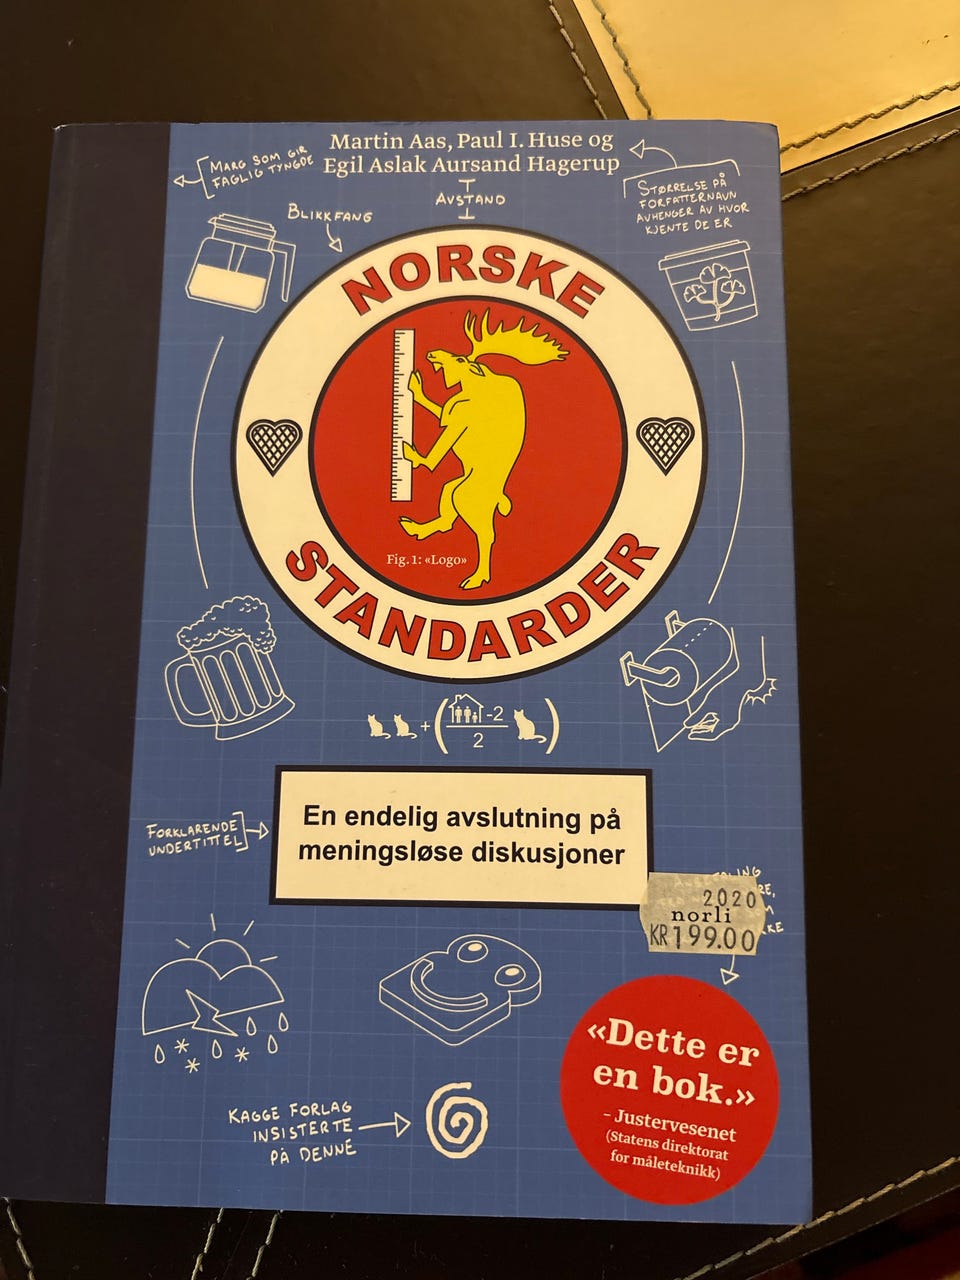 Martin Aas, Paul I. Huse og
Egil Aslak Aursand Hagerup
MARG SOM GIR
FAGLIG TYNGDE
BLIKKFANG
AVSTAND
STØRRELSE PÅ
FORFATTERNAVN
AVHENGER AV HVOR
KJENTE DE ER
NORSKE
Fig. 1: «Logo»
STANDARDER
+ ( -2
2 )
FORKLARENDE
UNDERTITTEL
En endelig avslutning på
meningsløse diskusjoner
2020
norli
KR 199.00
«Dette er
en bok.»
– Justervesenet
(Statens direktorat
for måleteknikk)
KAGGE FORLAG
INSISTERTE
PÅ DENNE